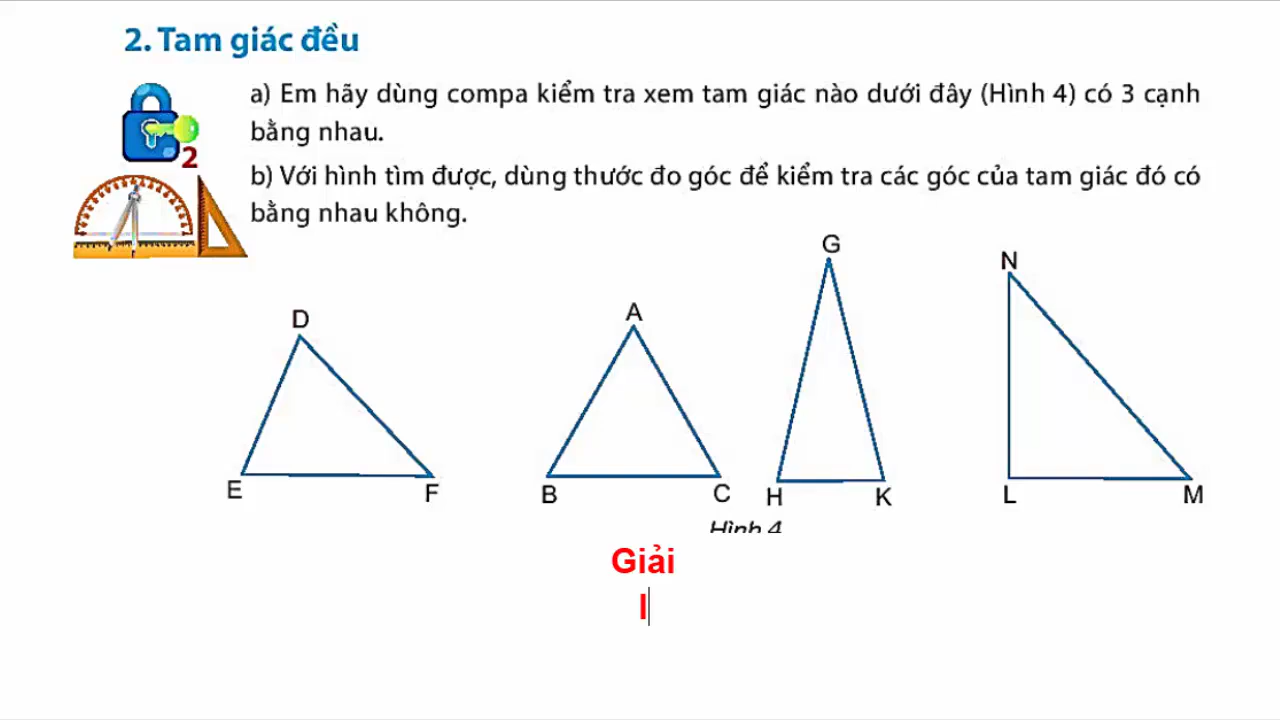 2. Tam giác đều
a) Em hãy dùng compa kiểm tra xem tam giác nào dưới đây (Hình 4) có 3 cạnh
bằng nhau.
2
b) Với hình tìm được, dùng thước đo góc để kiểm tra các góc của tam giác đó có
bằng nhau không.
G
N
D
A
E
F
B
C
H
K
L
M
Hình 4
Giải
l